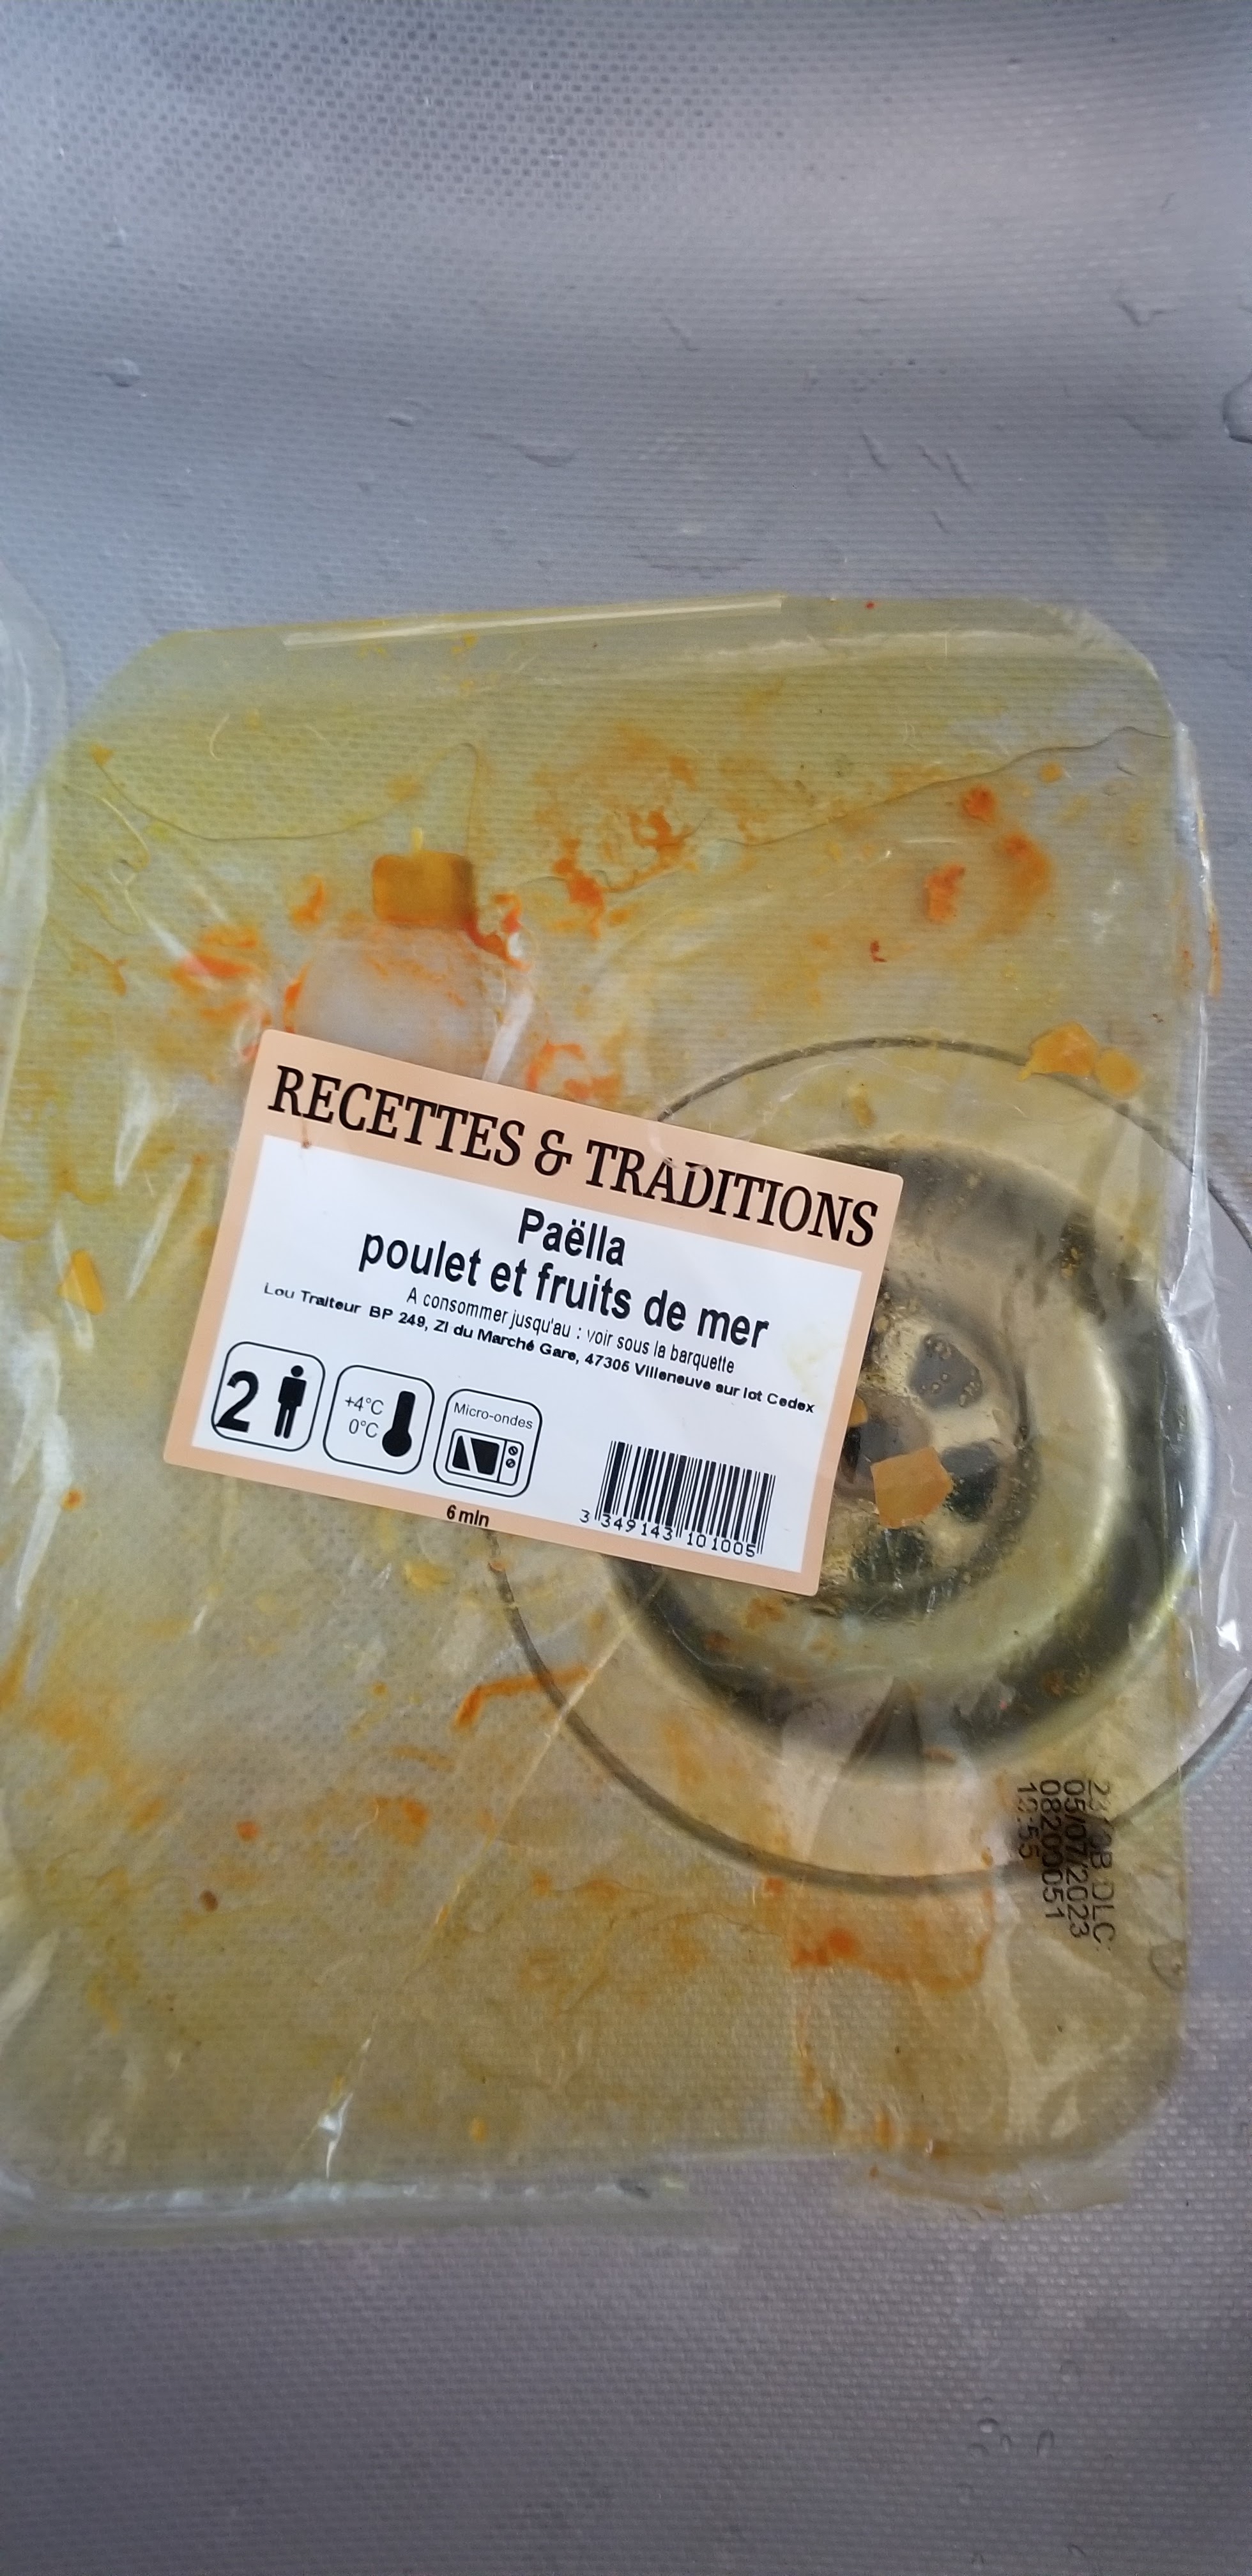 RECETTES & TRADITIONS
Paëlla
poulet et fruits de mer
A consommer jusqu'au : voir sous la barquette
Lou Traiteur BP 249, ZI du Marché Gare, 47305 Villeneuve sur lot Cedex
2
+4°C
0°C
Micro-ondes
6 min
3 349143 101005
DLC:
05/07/2023
08200051